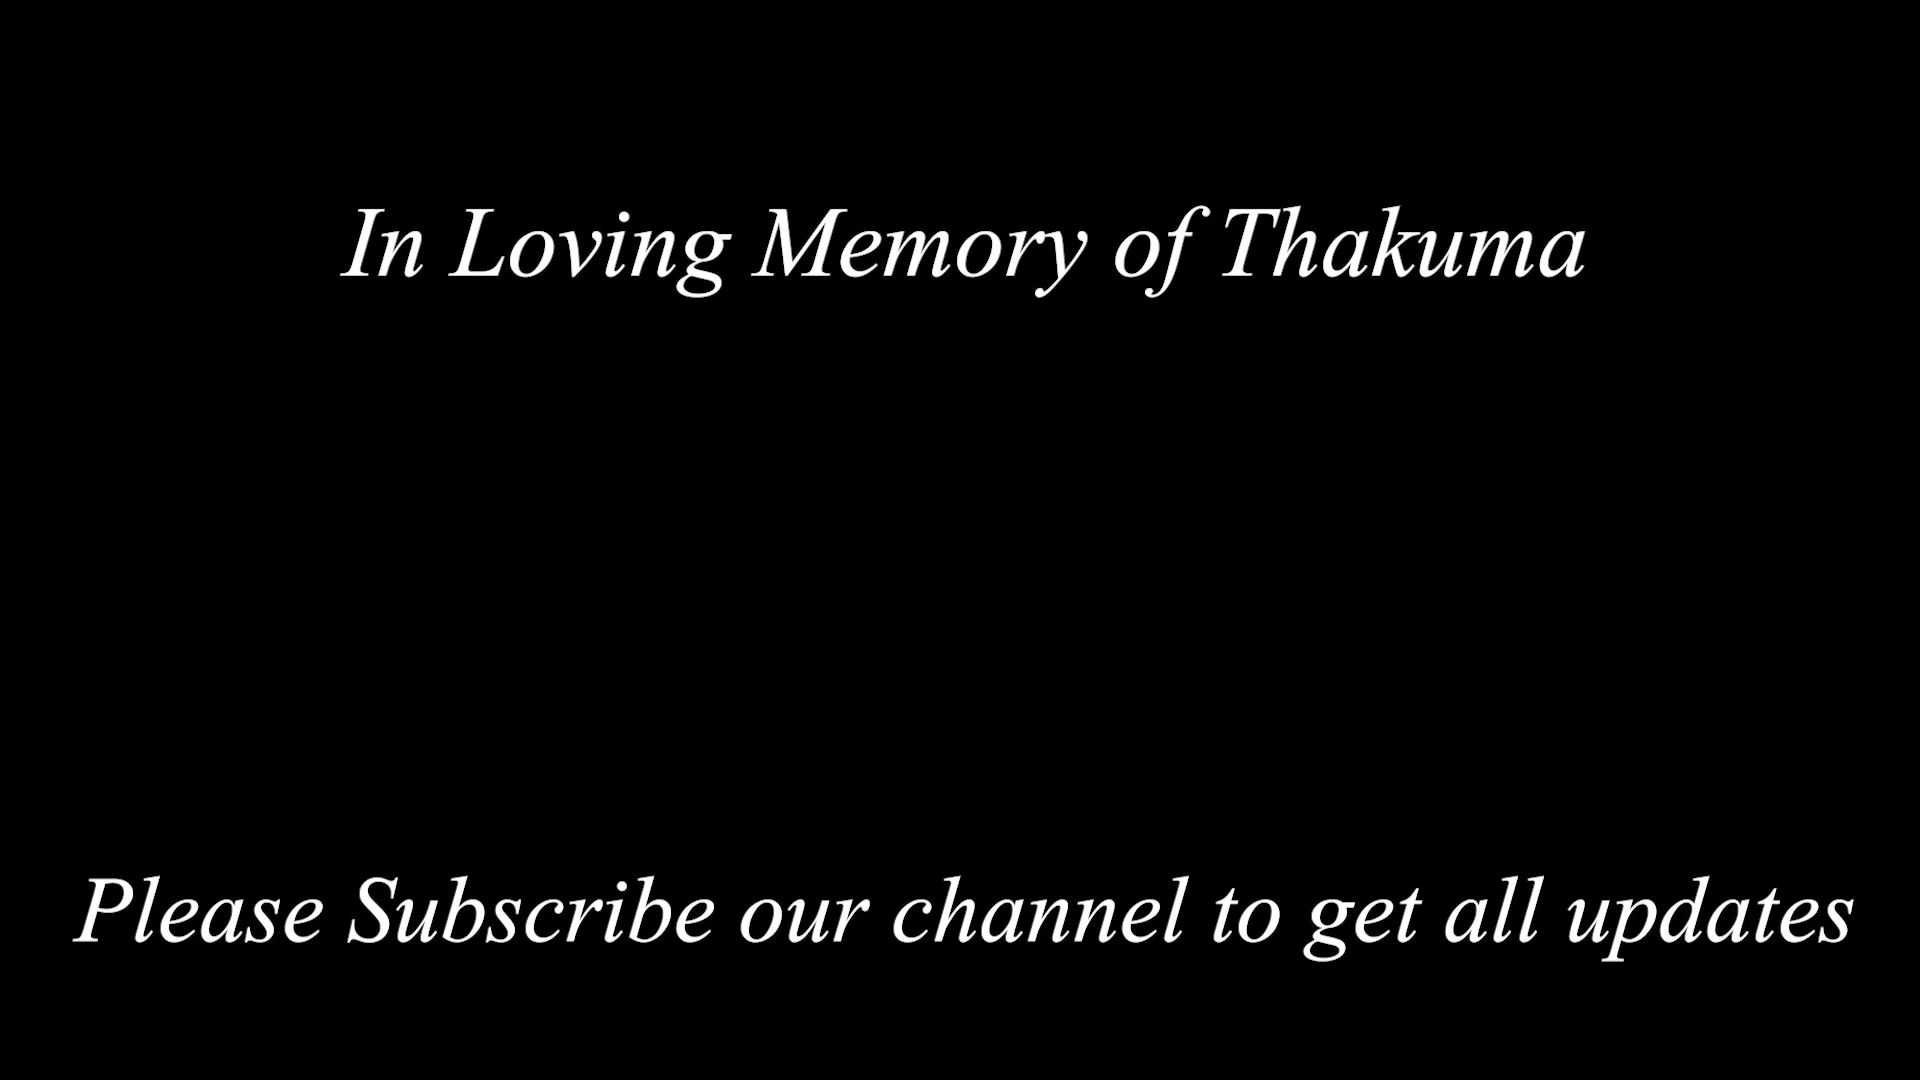 In Loving Memory of Thakuma
Please Subscribe our channel to get all updates